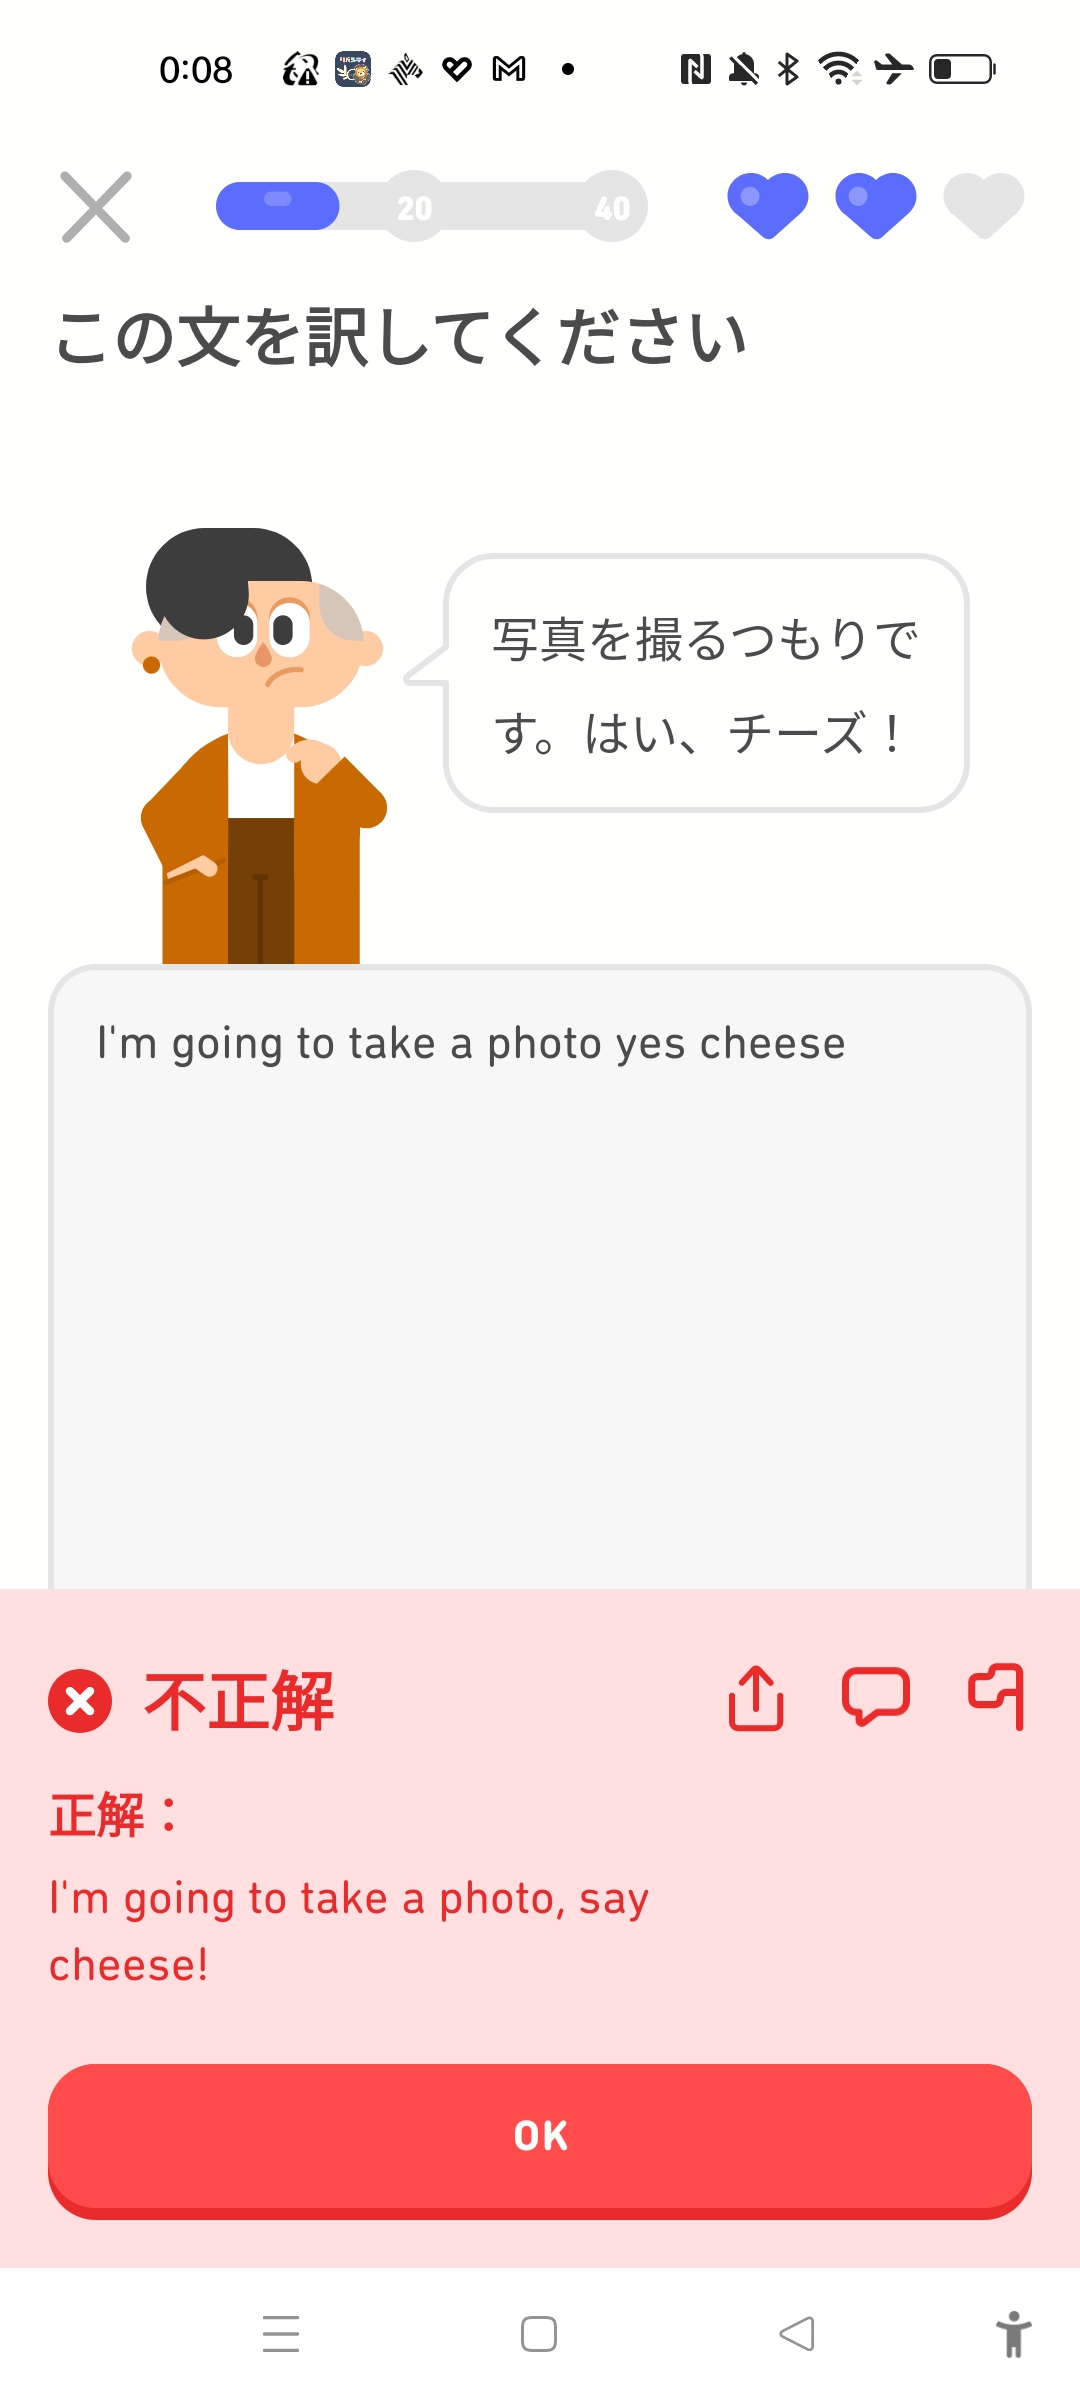 0:08
20
40
この文を訳してください
写真を撮るつもりで
す。はい、チーズ！
I'm going to take a photo yes cheese
不正解
正解：
I'm going to take a photo, say
cheese!
OK